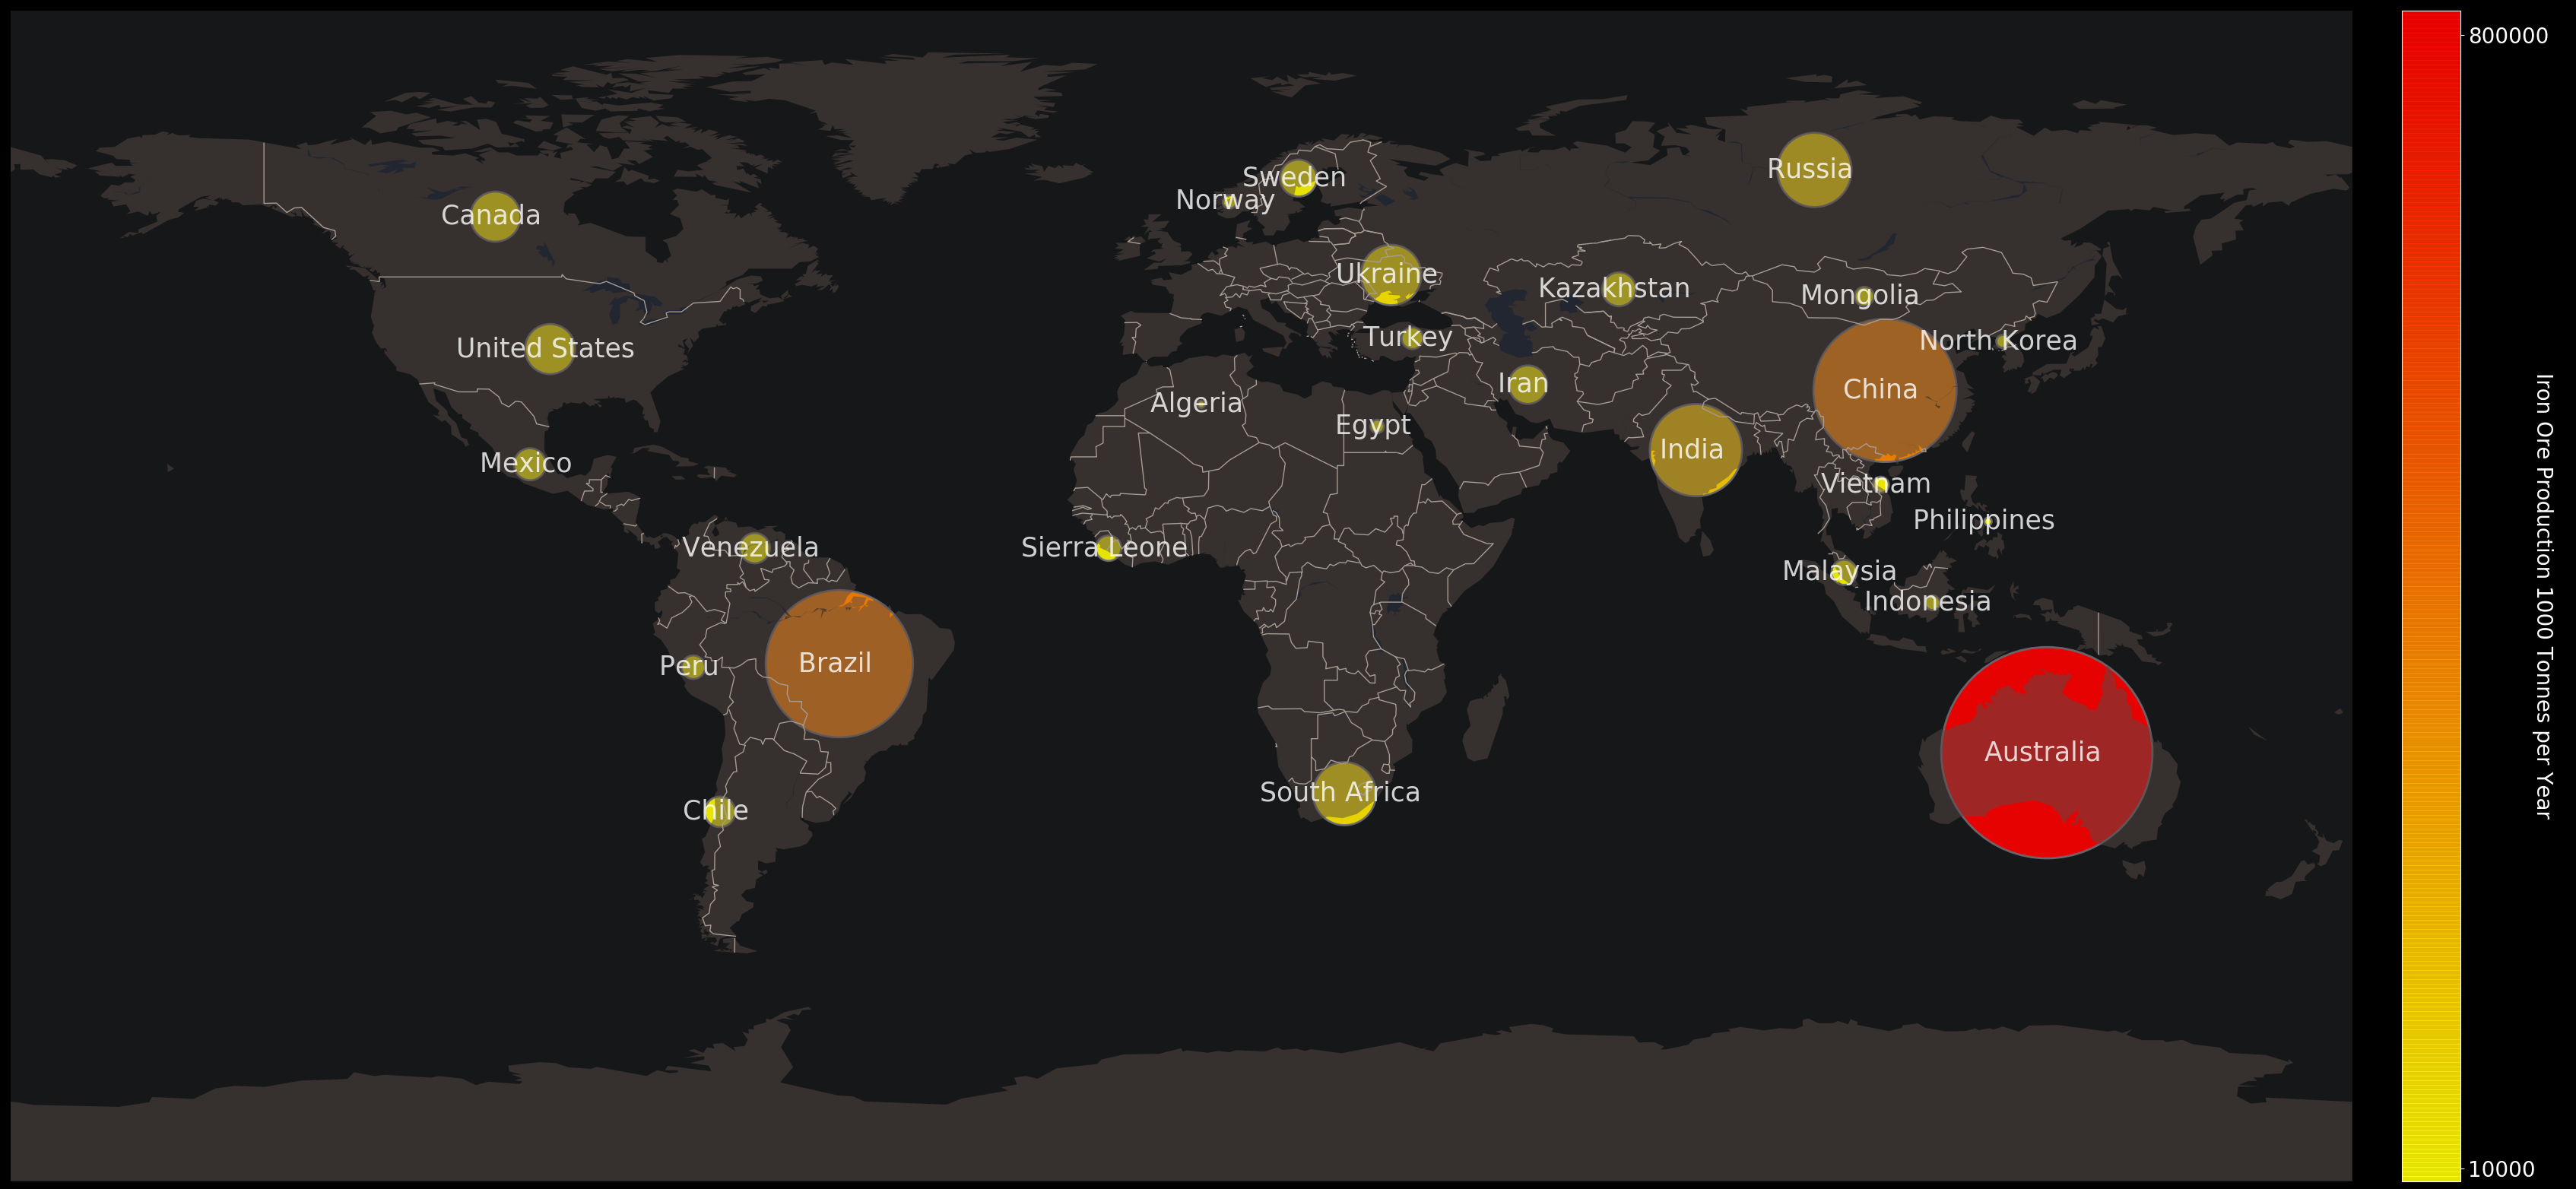 800000
Russia
Sweden
Norway
Canada
Ukraine
Kazakhstan
Mongolia
Turkey
North Korea
United States
Iran
China
Algeria
Egypt
India
Mexico
Vietnam
Philippines
Venezuela
Sierra Leone
Malaysia
Indonesia
Brazil
Peru
Australia
South Africa
Chile
Iron Ore Production 1000 Tonnes per Year
10000